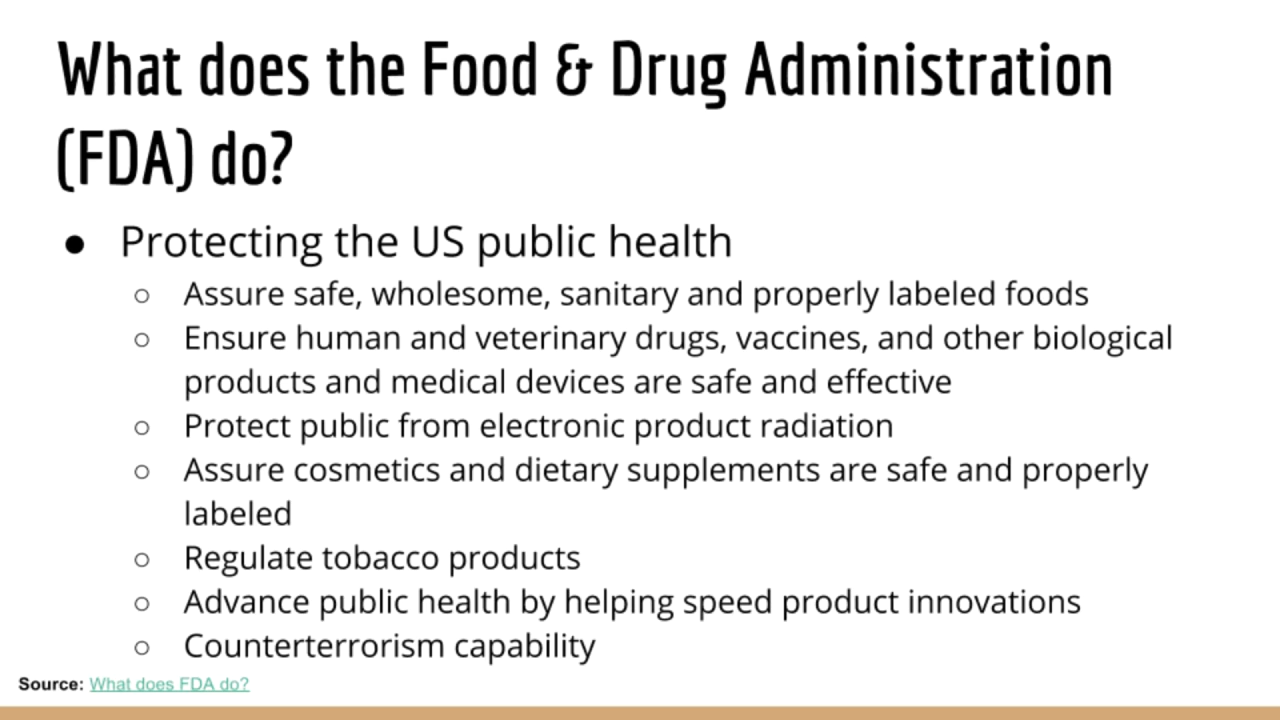 What does the Food & Drug Administration
(FDA) do?
● Protecting the US public health
○ Assure safe, wholesome, sanitary and properly labeled foods
○ Ensure human and veterinary drugs, vaccines, and other biological
products and medical devices are safe and effective
○ Protect public from electronic product radiation
○ Assure cosmetics and dietary supplements are safe and properly
labeled
○ Regulate tobacco products
○ Advance public health by helping speed product innovations
○ Counterterrorism capability
Source: What does FDA do?